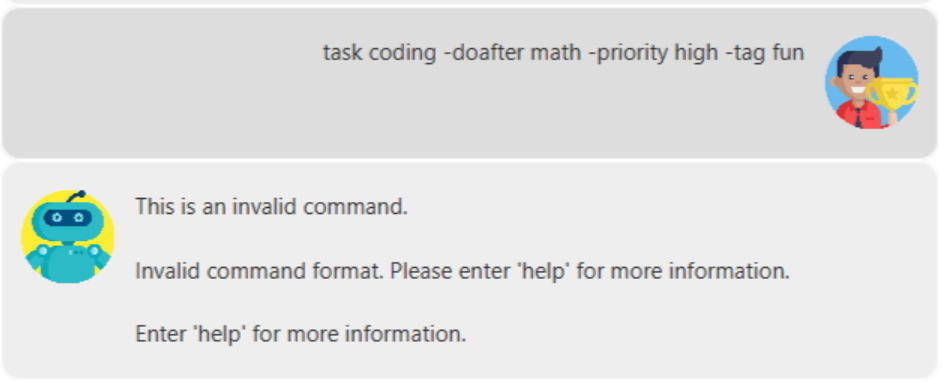 task coding -doafter math -priority high -tag fun
This is an invalid command.
Invalid command format. Please enter 'help' for more information.
Enter 'help' for more information.